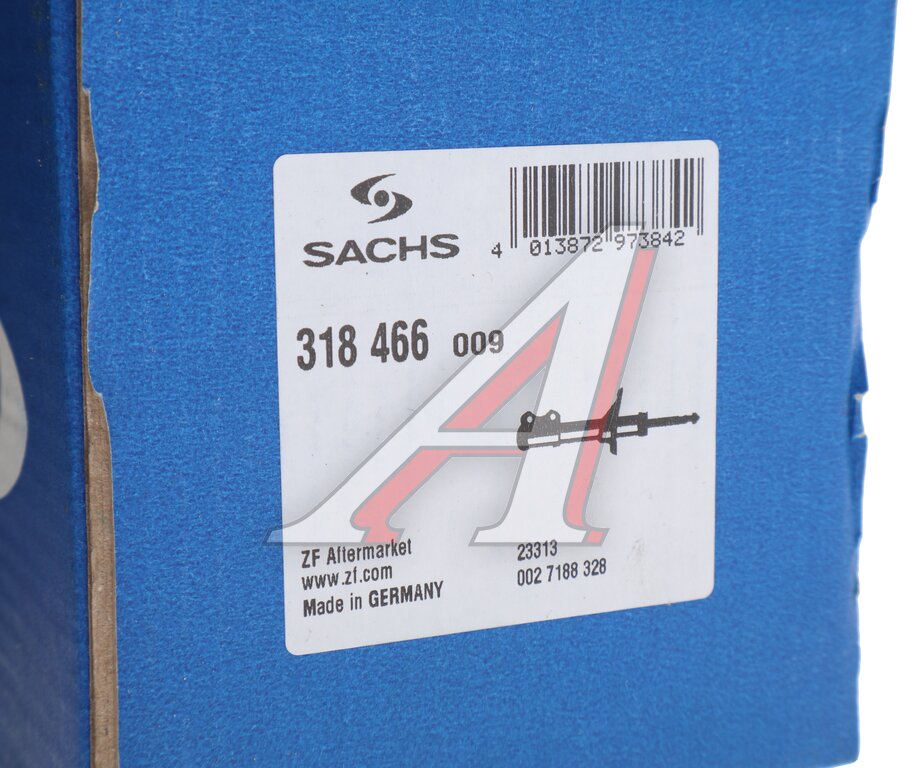 SACHS
4 013872 973842
318 466 009
ZF Aftermarket
www.zf.com
Made in GERMANY
23313
002 7188 328